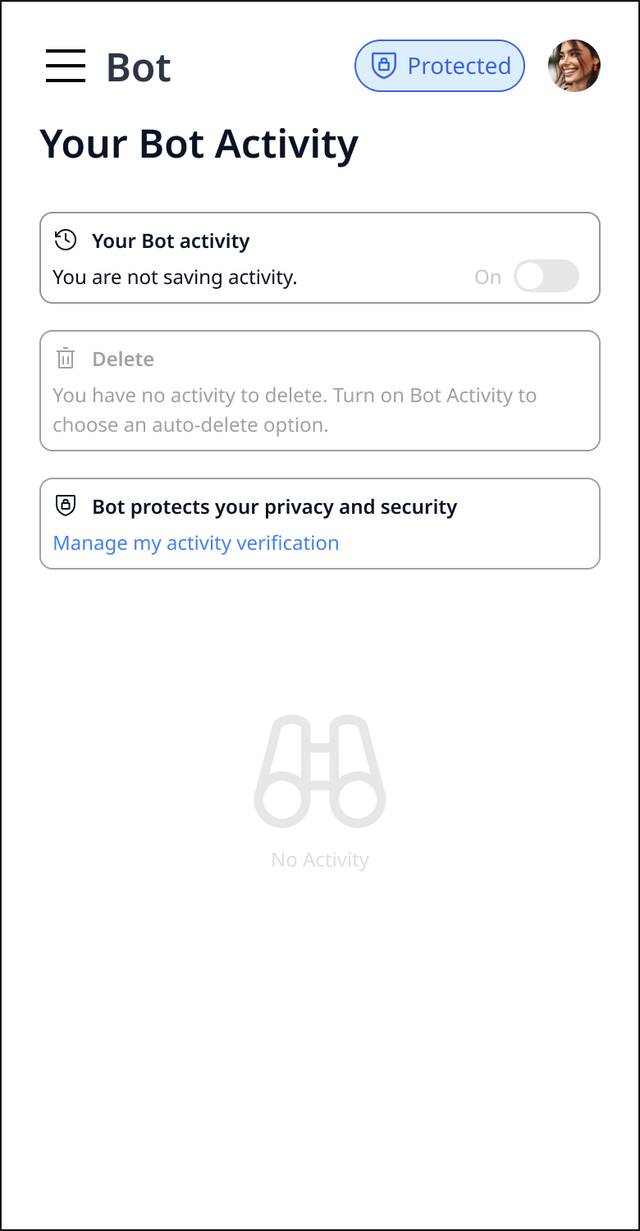 Bot
Protected
Your Bot Activity
Your Bot activity
You are not saving activity.
On
Delete
You have no activity to delete. Turn on Bot Activity to
choose an auto-delete option.
Bot protects your privacy and security
Manage my activity verification
No Activity